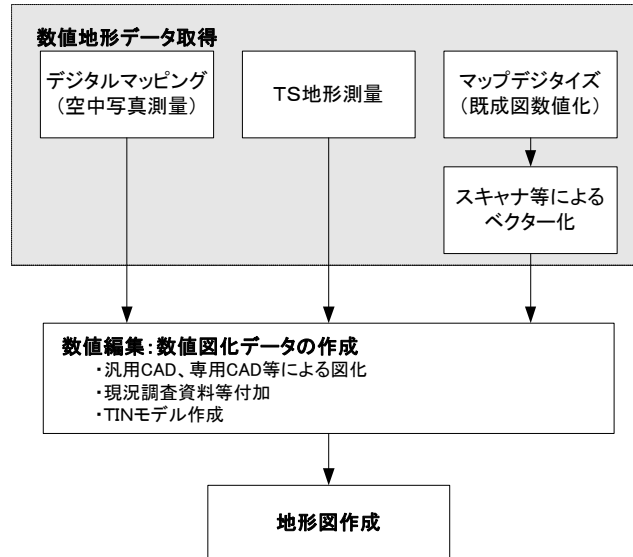 数値地形データ取得
デジタルマッピング
（空中写真測量）
TS地形測量
マップデジタイズ
（既成図数値化）
スキャナ等による
ベクター化
数値編集：数値図化データの作成
・汎用CAD、専用CAD等による図化
・現況調査資料等付加
・TINモデル作成
地形図作成